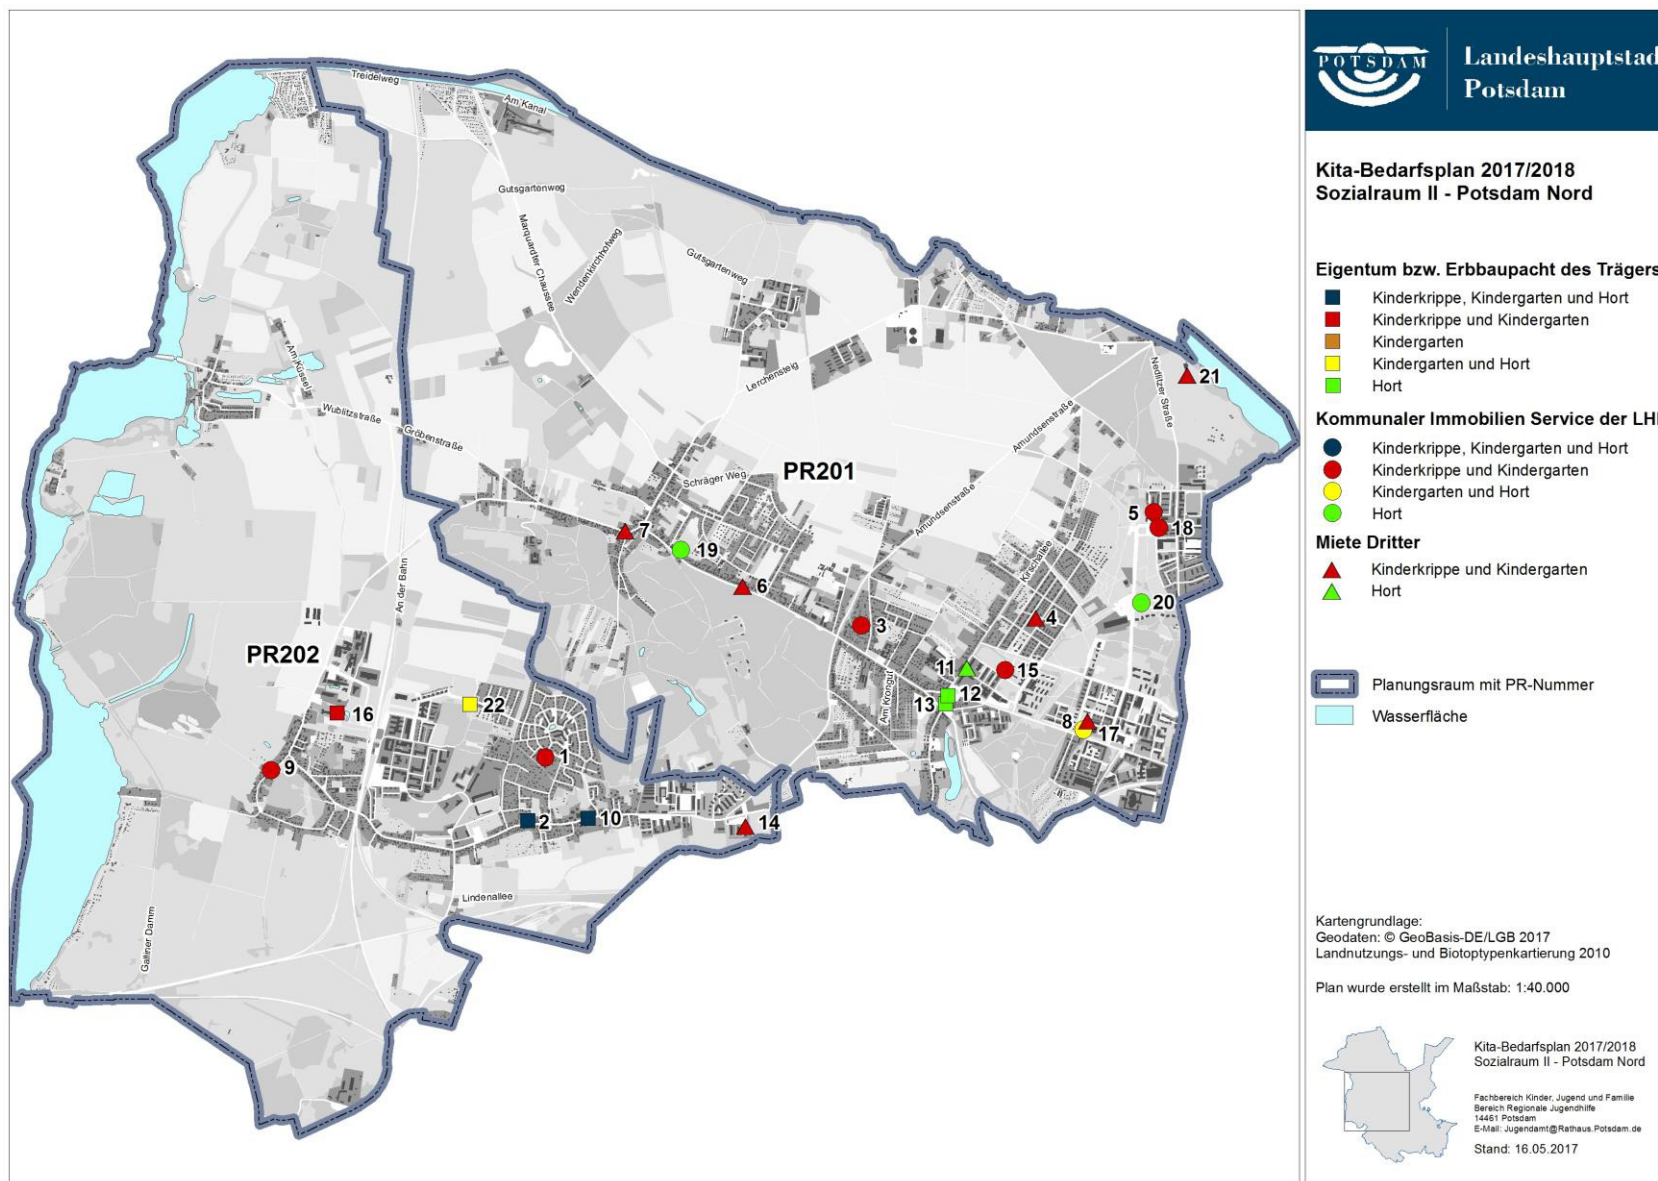 Treidelweg
Am Kanal
Gutsgartenweg
Marquardter Chaussee
Wendenkirchhofweg
Gutsgartenweg
Lerchensteig
Nedlitzer Straße
21
Am Küssel
Wublitzstraße
Gröbenstraße
Amundsenstraße
Schräger Weg
PR201
Amundsenstraße
5
18
7
19
Kirschallee
6
20
An der Bahn
3
4
PR202
11
15
Am Krongut
12
13
16
22
8
17
1
9
2
10
14
Lindenallee
Galliner Damm
POTSDAM
Landeshauptstad
Potsdam
Kita-Bedarfsplan 2017/2018
Sozialraum II - Potsdam Nord
Eigentum bzw. Erbbaupacht des Trägers
Kinderkrippe, Kindergarten und Hort
Kinderkrippe und Kindergarten
Kindergarten
Kindergarten und Hort
Hort
Kommunaler Immobilien Service der LH
Kinderkrippe, Kindergarten und Hort
Kinderkrippe und Kindergarten
Kindergarten und Hort
Hort
Miete Dritter
Kinderkrippe und Kindergarten
Hort
Planungsraum mit PR-Nummer
Wasserfläche
Kartengrundlage:
Geodaten: © GeoBasis-DE/LGB 2017
Landnutzungs- und Biotoptypenkartierung 2010
Plan wurde erstellt im Maßstab: 1:40.000
Kita-Bedarfsplan 2017/2018
Sozialraum II - Potsdam Nord
Fachbereich Kinder, Jugend und Familie
Bereich Regionale Jugendhilfe
14461 Potsdam
E-Mail: Jugendamt@Rathaus.Potsdam.de
Stand: 16.05.2017